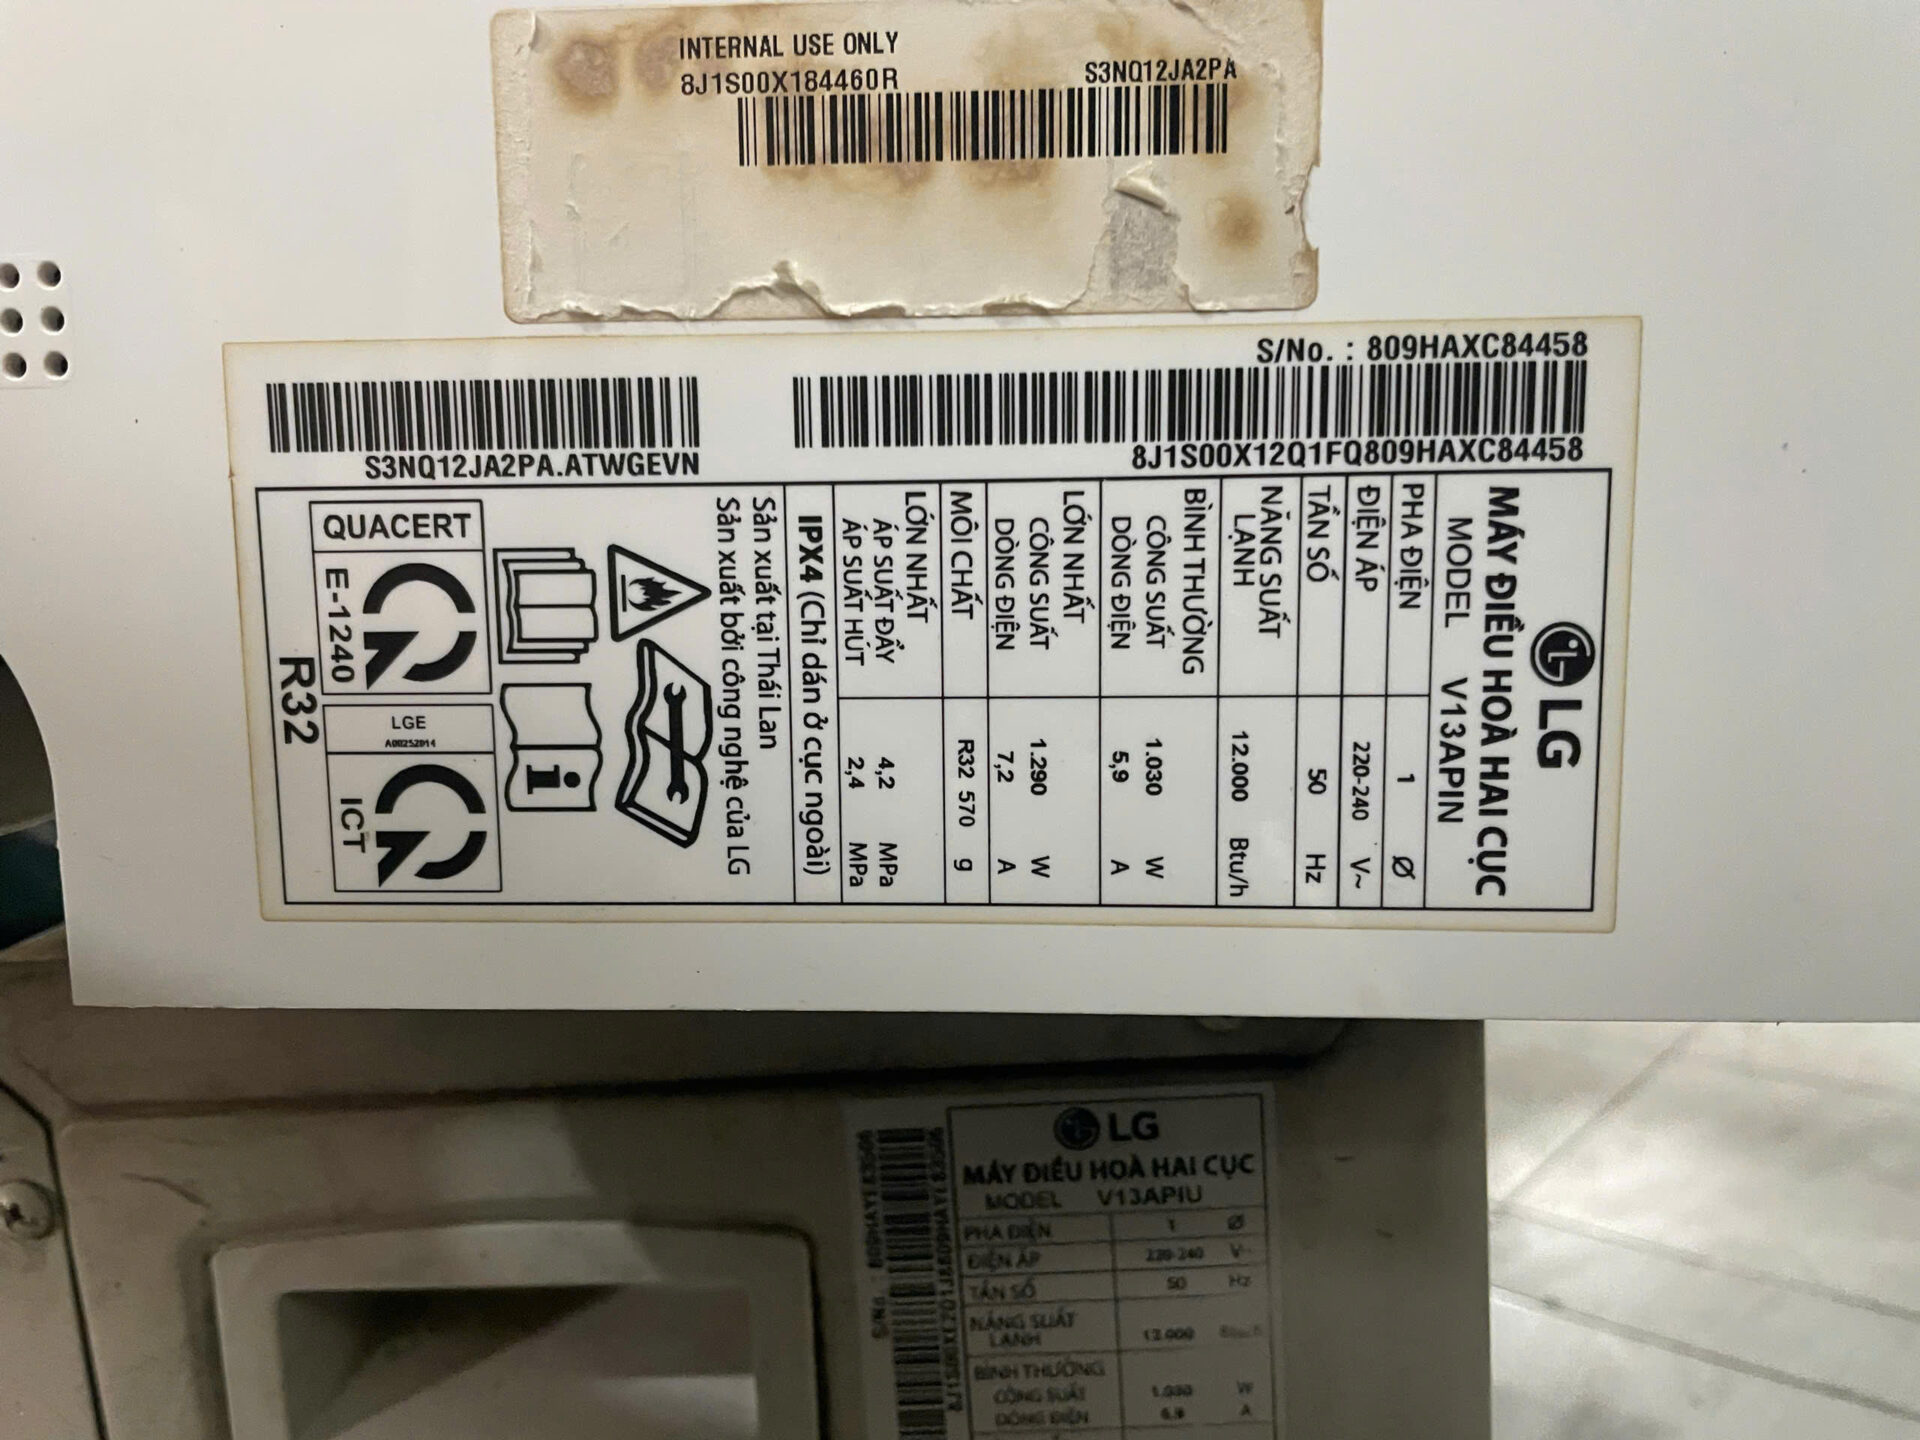 INTERNAL USE ONLY
8J1S00X184460R
S3NQ12JA2PA
S/No. : 809HAXC84458
8J1S00X12Q1FQ809HAXC84458
S3NQ12JA2PA.ATWGEVN
LG
MÁY ĐIỀU HOÀ HAI CỤC
MODEL V13APIN
PHA ĐIỆN 1 Ø
ĐIỆN ÁP 220-240 V~
TẦN SỐ 50 Hz
NĂNG SUẤT
LẠNH 12.000 Btu/h
BÌNH THƯỜNG
CÔNG SUẤT 1.030 W
DÒNG ĐIỆN 5,9 A
LỚN NHẤT
CÔNG SUẤT 1.290 W
DÒNG ĐIỆN 7,2 A
MÔI CHẤT R32 570 g
LỚN NHẤT
ÁP SUẤT ĐẨY 4,2 MPa
ÁP SUẤT HÚT 2,4 MPa
IPX4 (Chỉ dán ở cục ngoài)
Sản xuất tại Thái Lan
Sản xuất bởi công nghệ của LG
QUACERT
E-1240
LGE
A00252014
ICT
R32
LG
MÁY ĐIỀU HOÀ HAI CỤC
MODEL V13APIU
PHA ĐIỆN 1 Ø
ĐIỆN ÁP 220-240 V~
TẦN SỐ 50 Hz
NĂNG SUẤT
LẠNH 12.000
BÌNH THƯỜNG
CÔNG SUẤT 1.030 W
DÒNG ĐIỆN 5,9 A
S/No. :